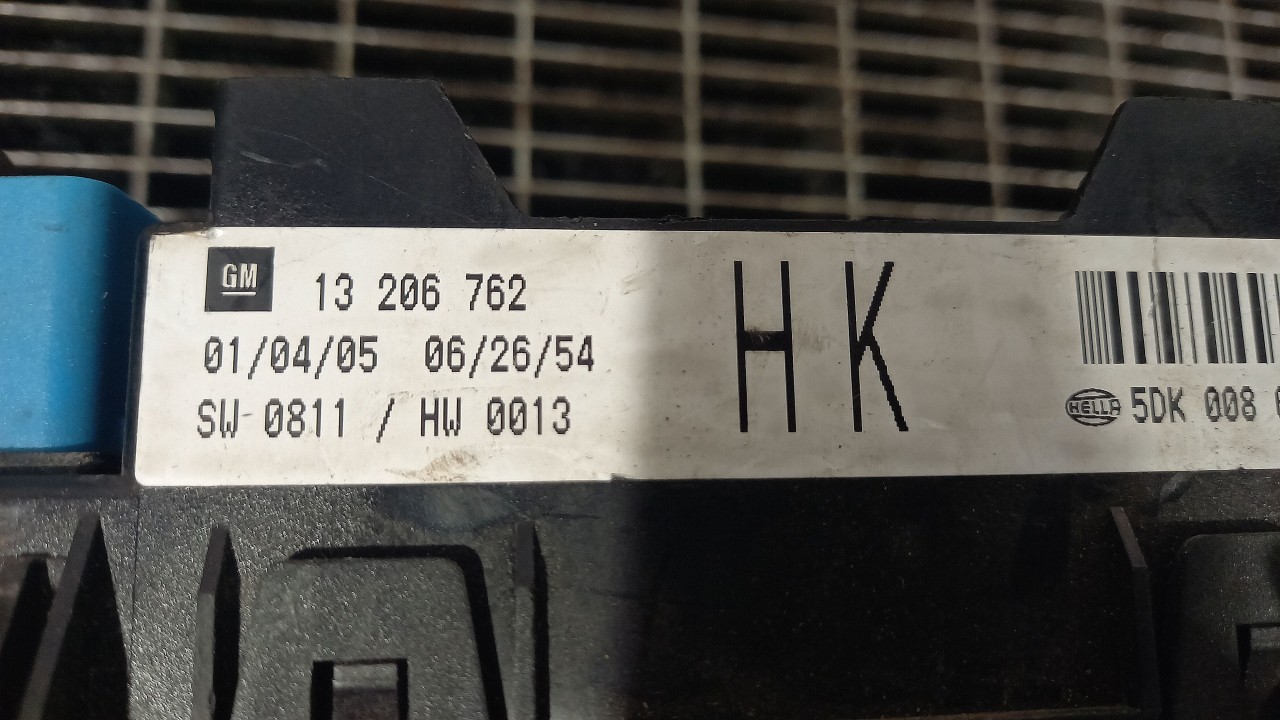 GM 13 206 762
01/04/05 06/26/54
SW 0811 / HW 0013
HK
HELLA 5DK 008